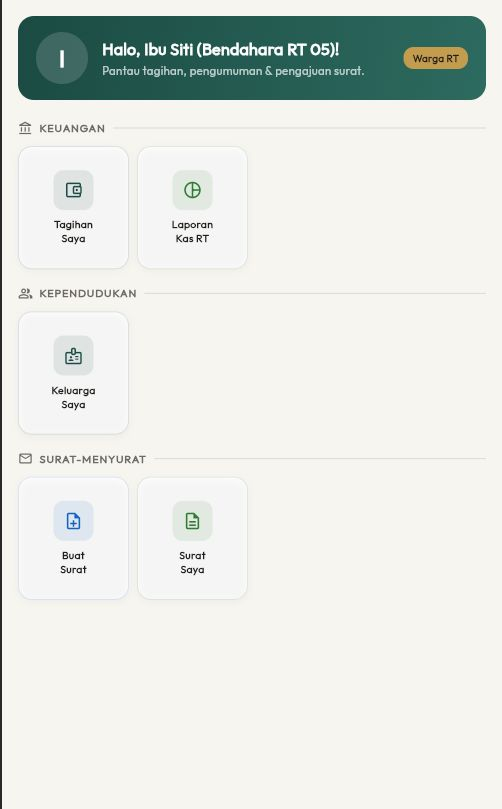 I
Halo, Ibu Siti (Bendahara RT 05)!
Pantau tagihan, pengumuman & pengajuan surat.
Warga RT
KEUANGAN
Tagihan
Saya
Laporan
Kas RT
KEPENDUDUKAN
Keluarga
Saya
SURAT-MENYURAT
Buat
Surat
Surat
Saya